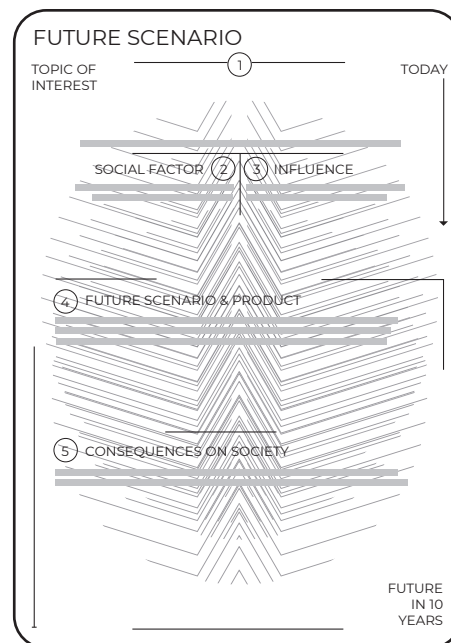 FUTURE SCENARIO
TOPIC OF
INTEREST
1
TODAY
SOCIAL FACTOR 2 3 INFLUENCE
4 FUTURE SCENARIO & PRODUCT
5 CONSEQUENCES ON SOCIETY
FUTURE
IN 10
YEARS